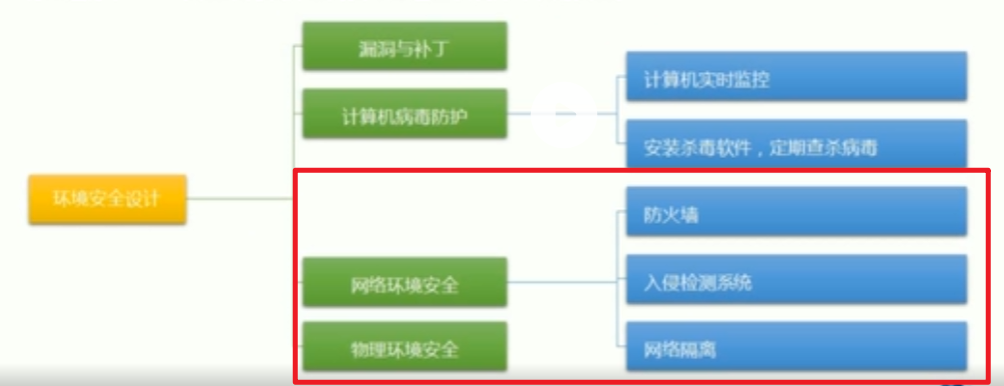 漏洞与补丁
计算机实时监控
计算机病毒防护
安装杀毒软件，定期查杀病毒
环境安全设计
防火墙
网络环境安全
入侵检测系统
物理环境安全
网络隔离